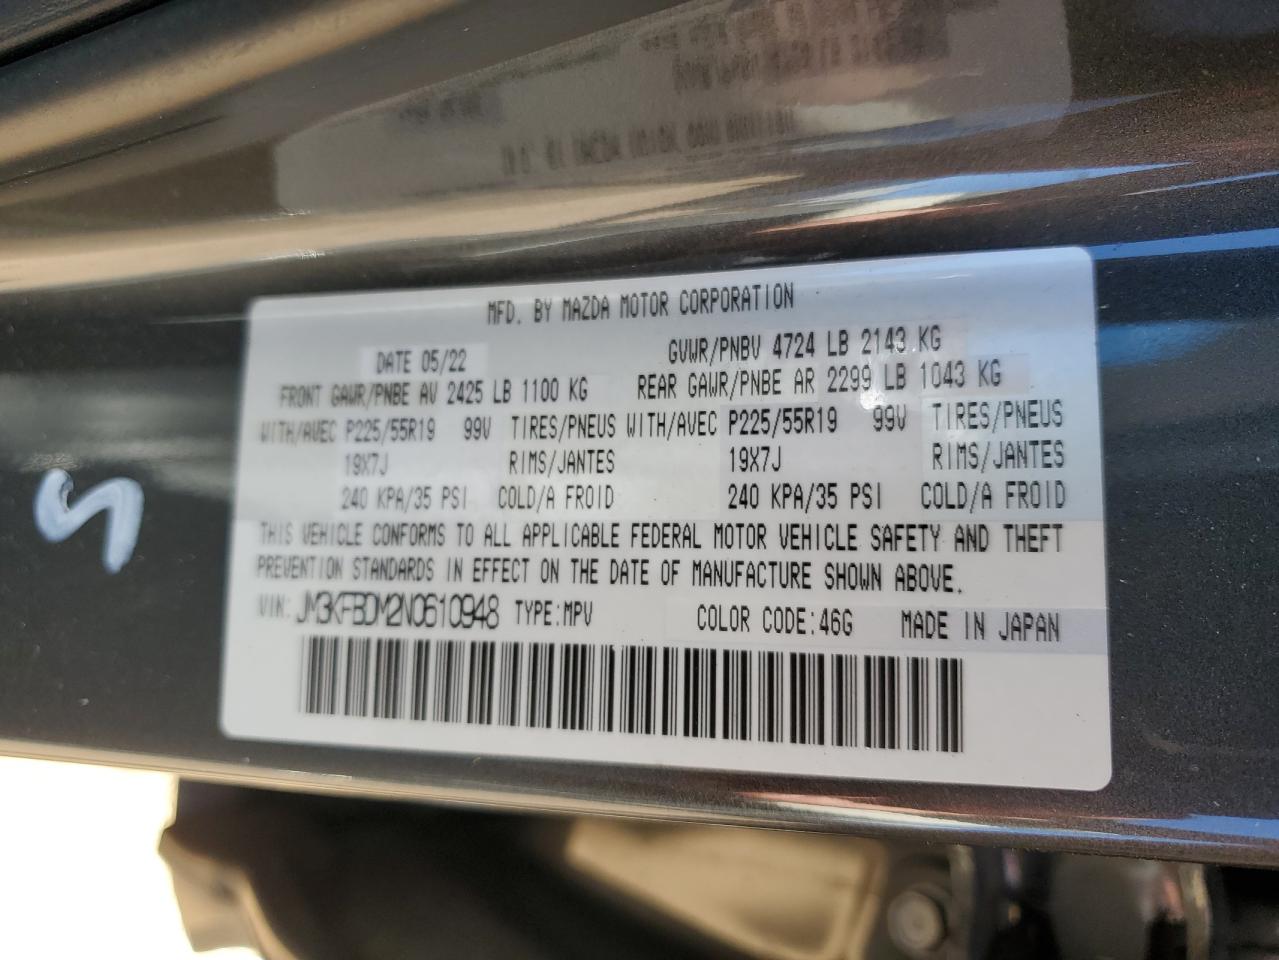 MFD. BY MAZDA MOTOR CORPORATION
DATE 05/22 GVWR/PNBV 4724 LB 2143 KG
FRONT GAWR/PNBE AV 2425 LB 1100 KG REAR GAWR/PNBE AR 2299 LB 1043 KG
WITH/AVEC P225/55R19 99V TIRES/PNEUS WITH/AVEC P225/55R19 99V TIRES/PNEUS
19X7J RIMS/JANTES 19X7J RIMS/JANTES
240 KPA/35 PSI COLD/A FROID 240 KPA/35 PSI COLD/A FROID
THIS VEHICLE CONFORMS TO ALL APPLICABLE FEDERAL MOTOR VEHICLE SAFETY AND THEFT
PREVENTION STANDARDS IN EFFECT ON THE DATE OF MANUFACTURE SHOWN ABOVE.
VIN: JM3KFBDM2N0610948 TYPE:MPV COLOR CODE:46G MADE IN JAPAN